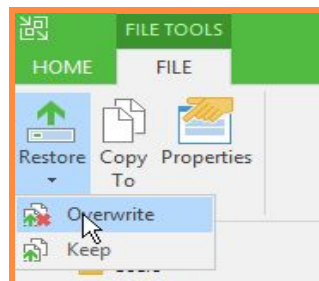 FILE TOOLS
HOME FILE
Restore Copy To Properties
Overwrite
Keep